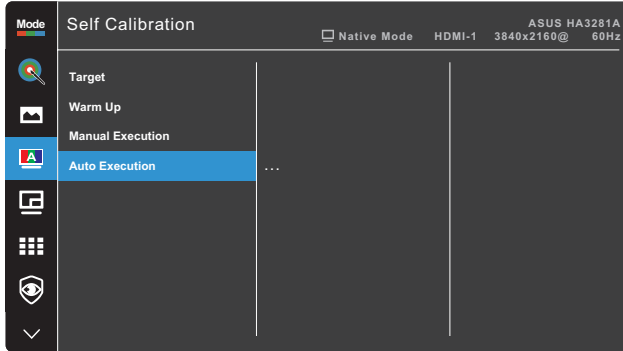 Mode
Self Calibration
Native Mode HDMI-1 3840x2160@ 60Hz
ASUS HA3281A
Target
Warm Up
Manual Execution
A
Auto Execution ...